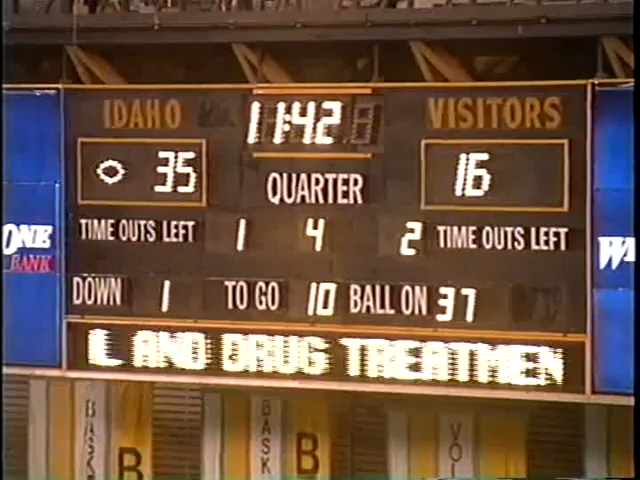 IDAHO 11:42 VISITORS
35 16
QUARTER
TIME OUTS LEFT 1 4 2 TIME OUTS LEFT
DOWN 1 TO GO 10 BALL ON 37
L AND DRUG TREATMEN
ONE
BANK
W
BASK
B
BASK
B
VOL